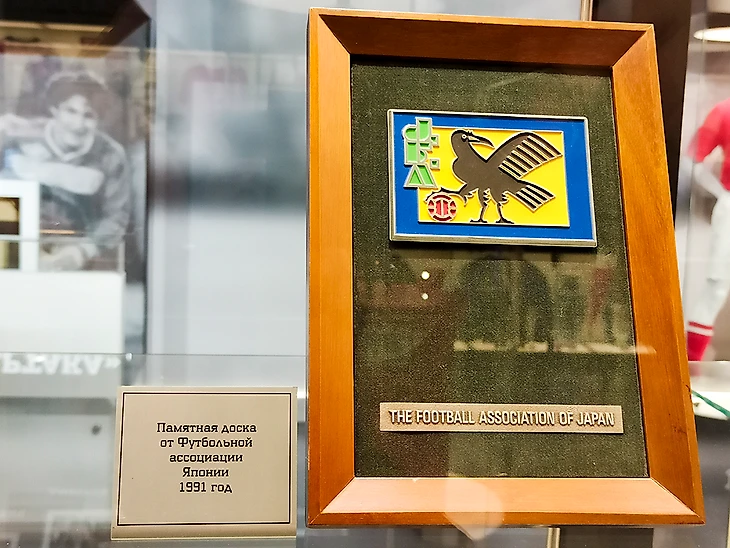 J.F.A
THE FOOTBALL ASSOCIATION OF JAPAN
Памятная доска
от Футбольной
ассоциации
Японии
1991 год